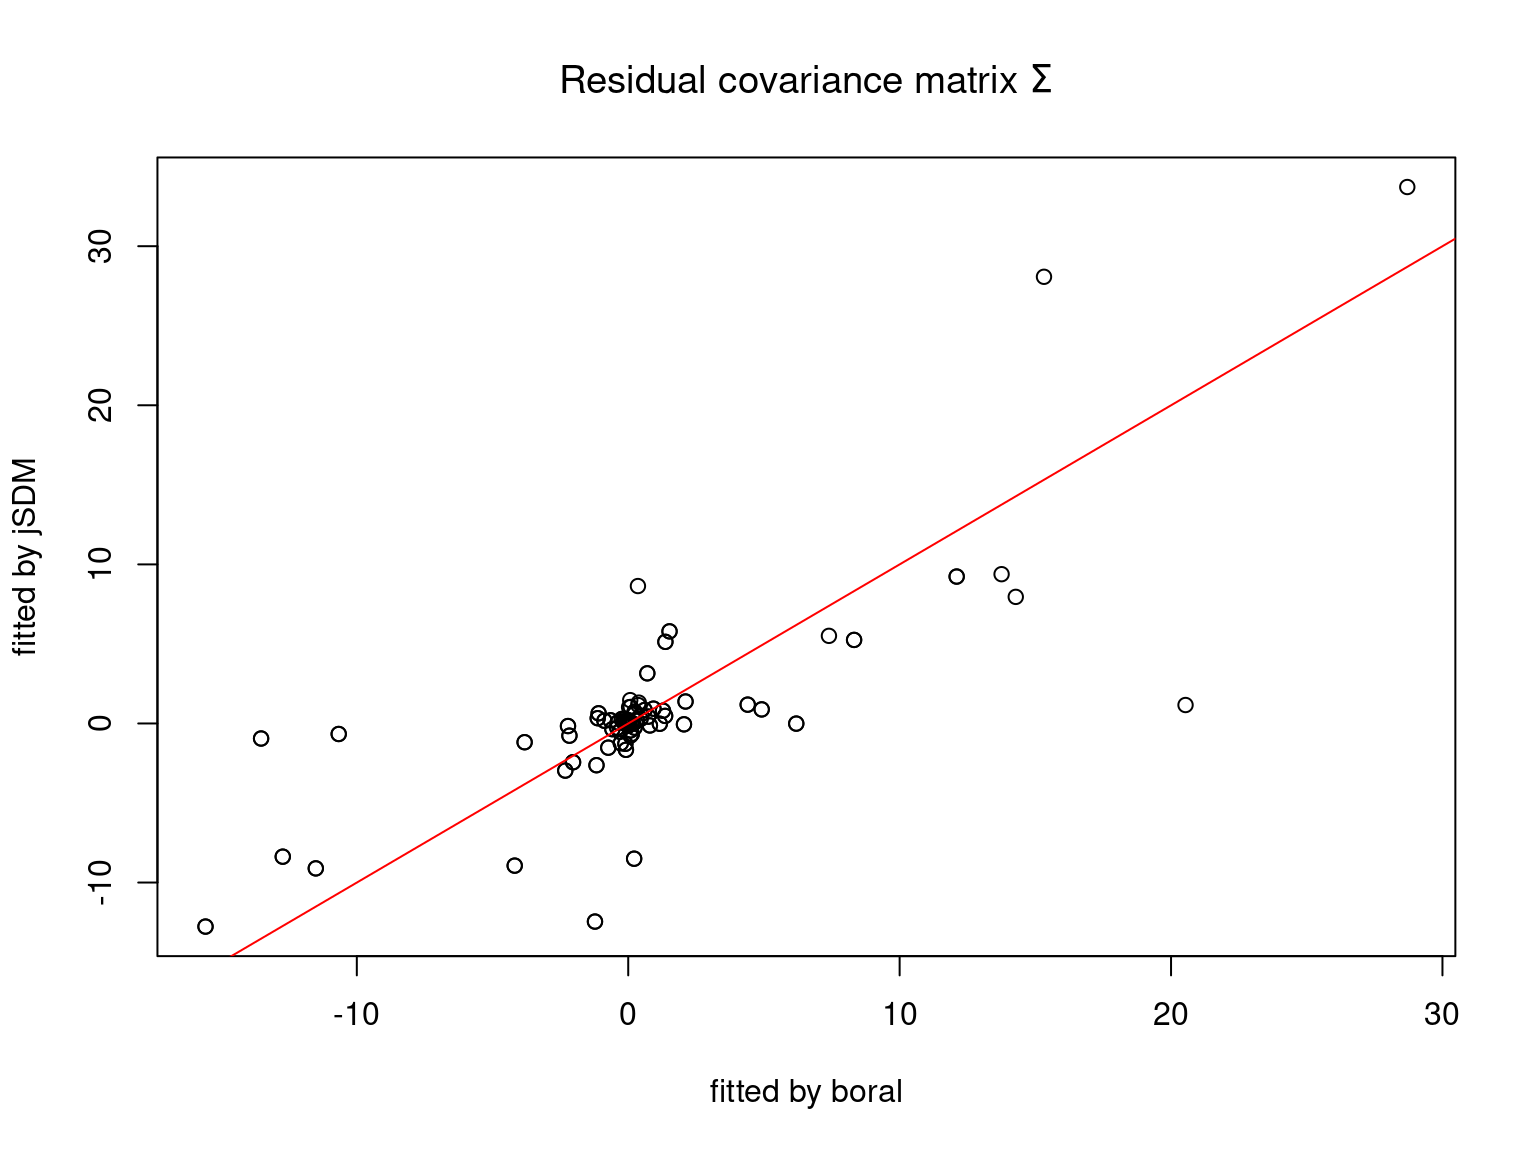 Residual covariance matrix Σ
fitted by jSDM
30
20
10
0
-10
-10 0 10 20 30
fitted by boral